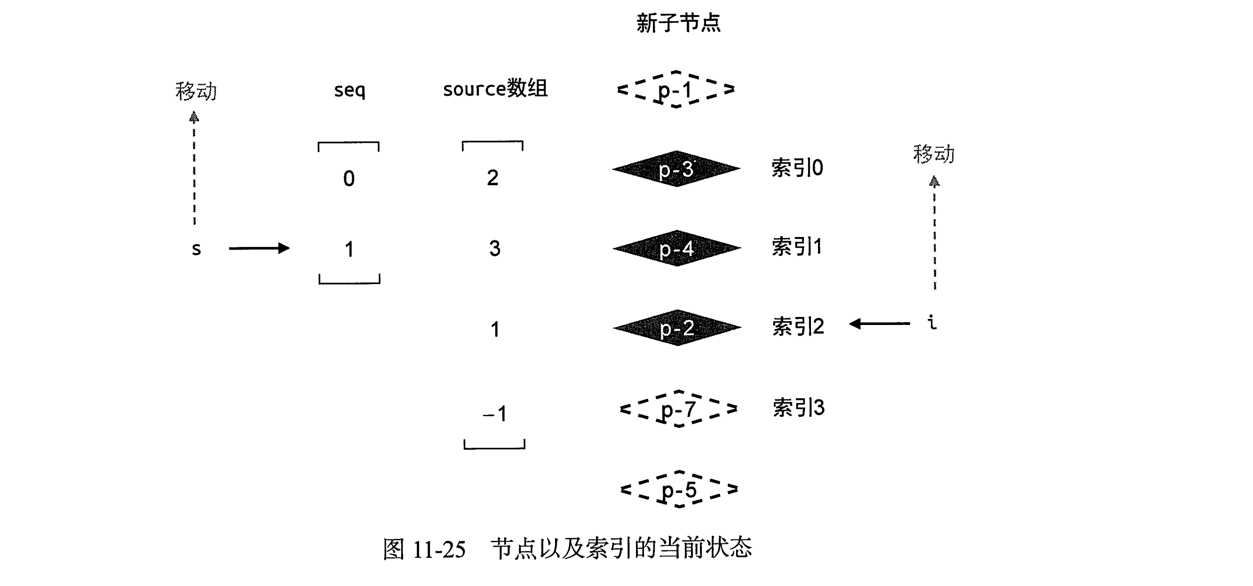 新子节点
移动 seq source数组 p-1
0 2 p-3 索引0 移动
s 1 3 p-4 索引1
1 p-2 索引2 i
−1 p-7 索引3
p-5
图 11-25 节点以及索引的当前状态